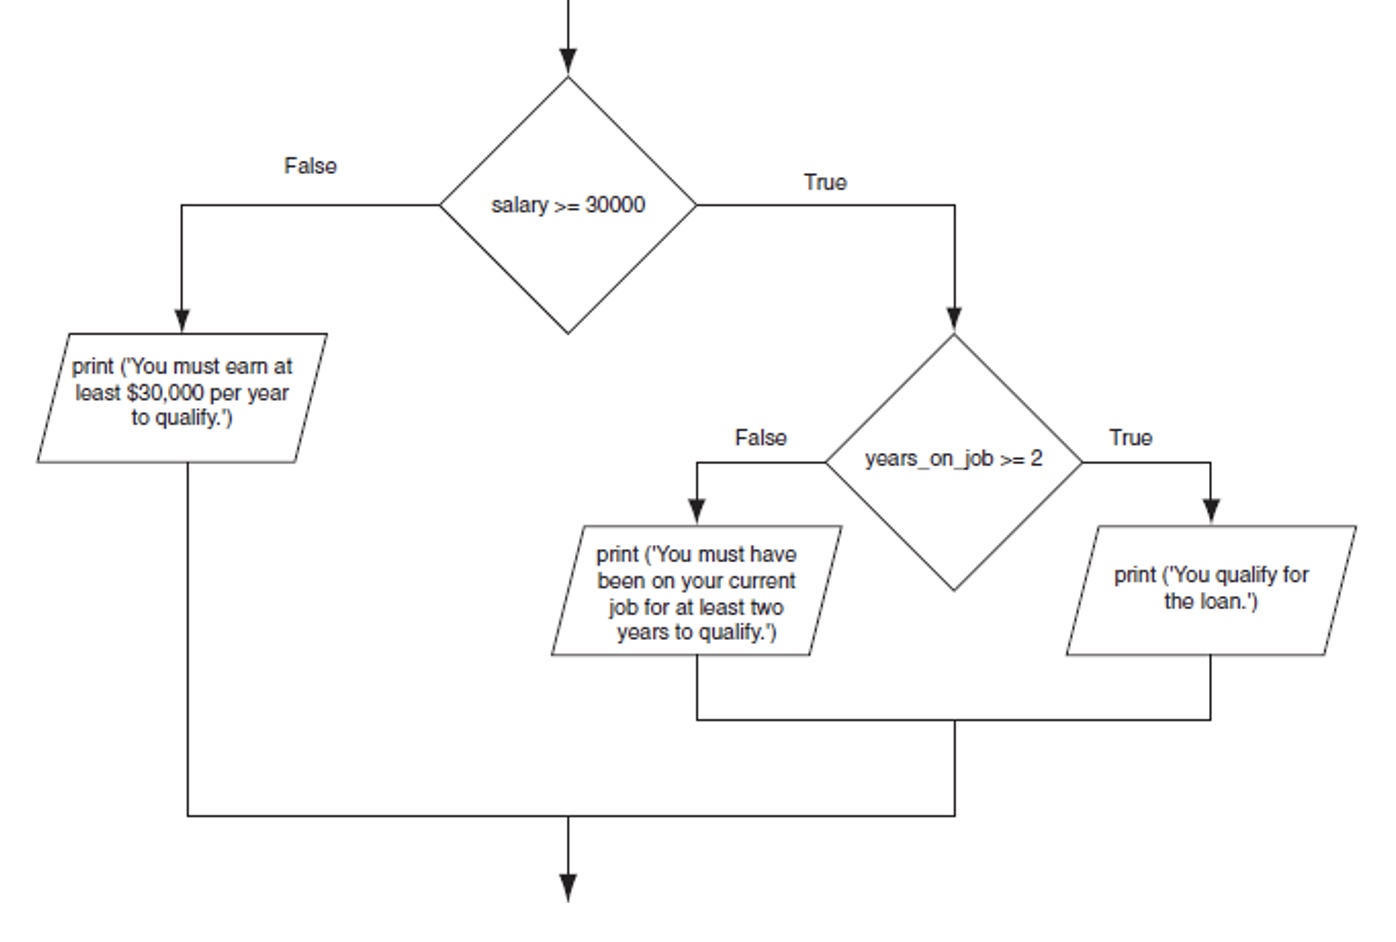 False
True
salary >= 30000
print ('You must earn at
least $30,000 per year
to qualify.')
False
True
years_on_job >= 2
print ('You must have
been on your current
job for at least two
years to qualify.')
print ('You qualify for
the loan.')